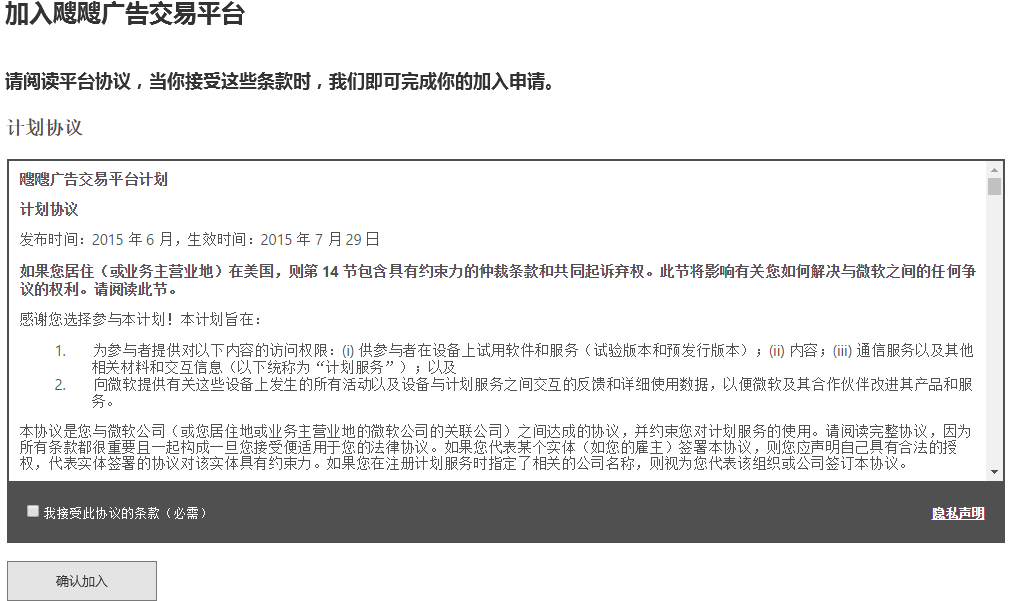 加入飕飕广告交易平台
请阅读平台协议，当你接受这些条款时，我们即可完成你的加入申请。
计划协议
飕飕广告交易平台计划
计划协议
发布时间：2015 年 6 月，生效时间：2015 年 7 月 29 日
如果您居住（或业务主营业地）在美国，则第 14 节包含具有约束力的仲裁条款和共同起诉弃权。此节将影响有关您如何解决与微软之间的任何争
议的权利。请阅读此节。
感谢您选择参与本计划！本计划旨在：
1. 为参与者提供对以下内容的访问权限：(i) 供参与者在设备上试用软件和服务（试验版本和预发行版本）；(ii) 内容；(iii) 通信服务以及其他
相关材料和交互信息（以下统称为“计划服务”）；以及
2. 向微软提供有关这些设备上发生的所有活动以及设备与计划服务之间交互的反馈和详细使用数据，以便微软及其合作伙伴改进其产品和服
务。
本协议是您与微软公司（或您居住地或业务主营业地的微软公司的关联公司）之间达成的协议，并约束您对计划服务的使用。请阅读完整协议，因为
所有条款都很重要且一起构成一旦您接受便适用于您的法律协议。如果您代表某个实体（如您的雇主）签署本协议，则您应声明自己具有合法的授
权，代表实体签署的协议对该实体具有约束力。如果您在注册计划服务时指定了相关的公司名称，则视为您代表该组织或公司签订本协议。
我接受此协议的条款（必需）
隐私声明
确认加入